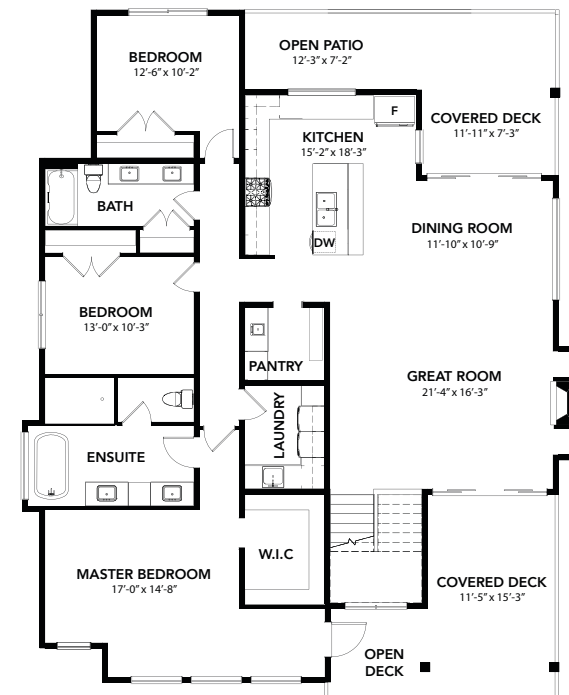 BEDROOM
12'-6" x 10'-2"
OPEN PATIO
12'-3" x 7'-2"
F
COVERED DECK
11'-11" x 7'-3"
KITCHEN
15'-2" x 18'-3"
BATH
DW
DINING ROOM
11'-10" x 10'-9"
BEDROOM
13'-0" x 10'-3"
PANTRY
GREAT ROOM
21'-4" x 16'-3"
LAUNDRY
ENSUITE
W.I.C
MASTER BEDROOM
17'-0" x 14'-8"
COVERED DECK
11'-5" x 15'-3"
OPEN
DECK